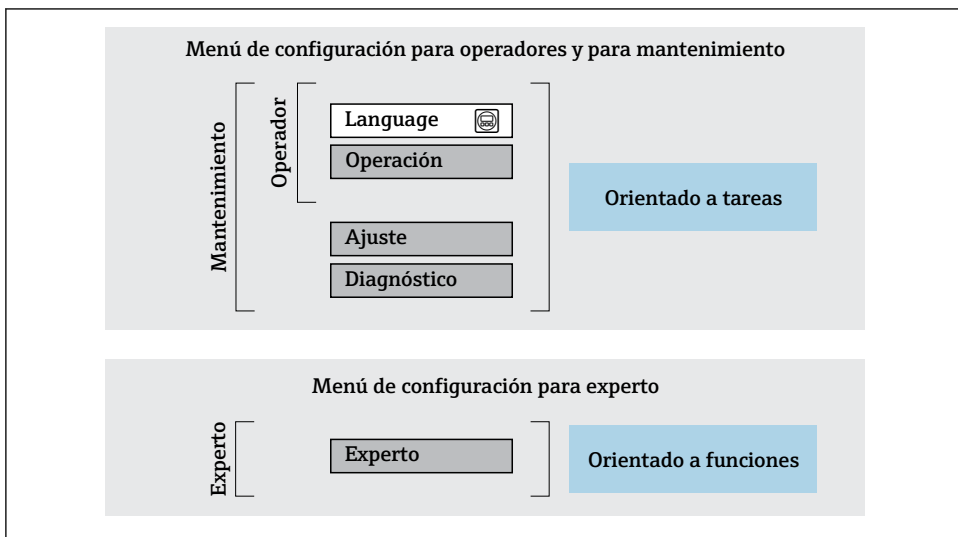 Menú de configuración para operadores y para mantenimiento
Mantenimiento
Operador
Language
Operación
Ajuste
Diagnóstico
Orientado a tareas
Menú de configuración para experto
Experto
Experto
Orientado a funciones